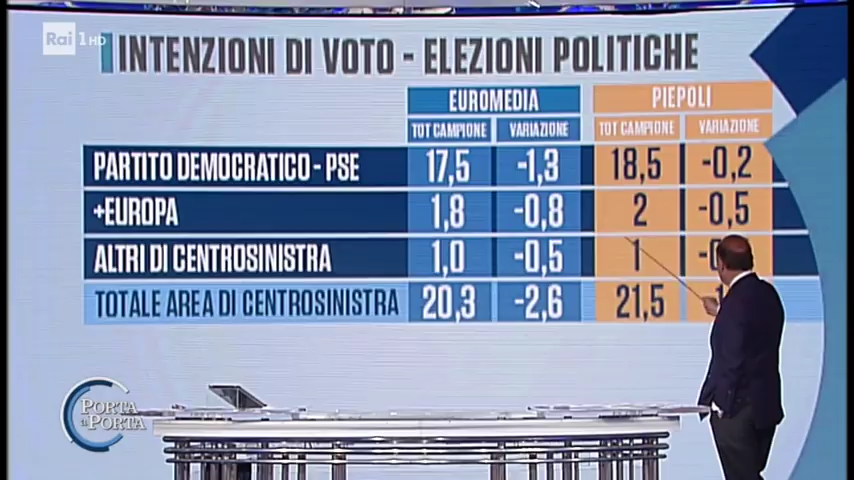 Rai 1 HD
INTENZIONI DI VOTO - ELEZIONI POLITICHE
EUROMEDIA PIEPOLI
TOT CAMPIONE VARIAZIONE TOT CAMPIONE VARIAZIONE
PARTITO DEMOCRATICO - PSE 17,5 -1,3 18,5 -0,2
+EUROPA 1,8 -0,8 2 -0,5
ALTRI DI CENTROSINISTRA 1,0 -0,5 1
TOTALE AREA DI CENTROSINISTRA 20,3 -2,6 21,5
PORTA
a PORTA